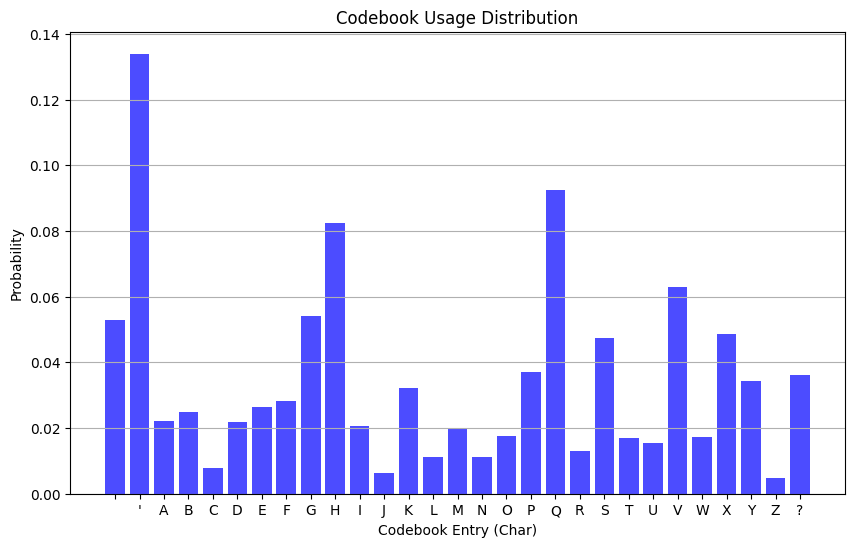 Codebook Usage Distribution
Probability
0.14
0.12
0.10
0.08
0.06
0.04
0.02
0.00
' A B C D E F G H I J K L M N O P Q R S T U V W X Y Z ?
Codebook Entry (Char)